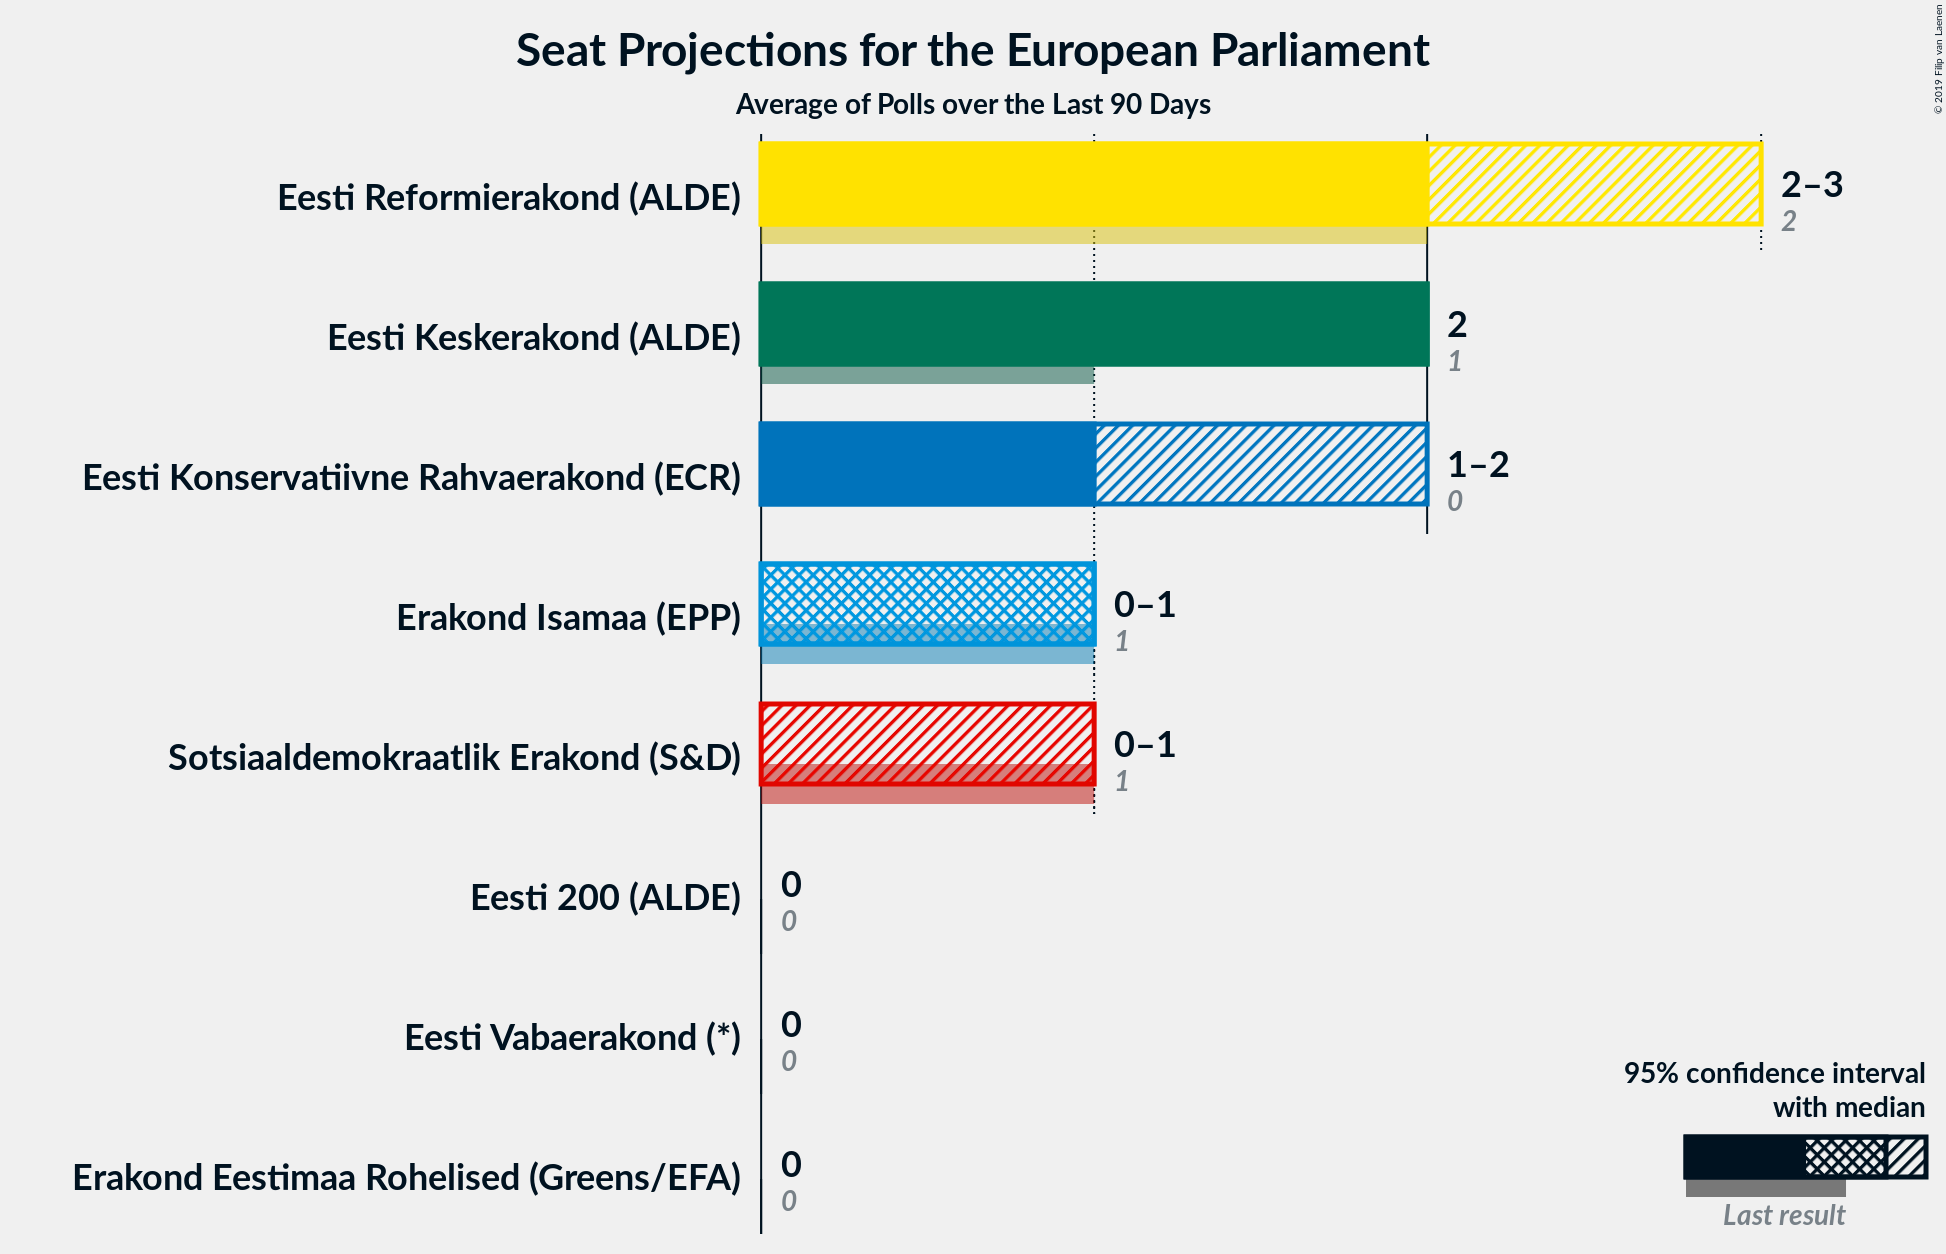 Seat Projections for the European Parliament
Average of Polls over the Last 90 Days
© 2019 Filip van Laenen
Eesti Reformierakond (ALDE)
2–3
2
Eesti Keskerakond (ALDE)
2
1
Eesti Konservatiivne Rahvaerakond (ECR)
1–2
0
Erakond Isamaa (EPP)
0–1
1
Sotsiaaldemokraatlik Erakond (S&D)
0–1
1
Eesti 200 (ALDE)
0
0
Eesti Vabaerakond (*)
0
0
Erakond Eestimaa Rohelised (Greens/EFA)
0
0
95% confidence interval
with median
Last result